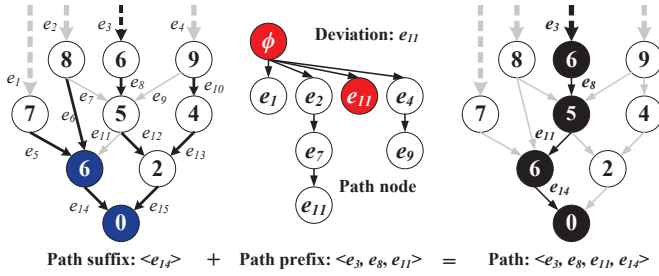 e2 e3 e4
8 6 9
e1 e7 e8 e9 e10
7 5 4
e6 e11 e12 e13
e5
6 2
e14 e15
0
Deviation: e11
ϕ
e1 e2 e11 e4
e7 e9
Path node
e11
e3
8 6 9
e8
7 5 4
e11
6 2
e14
0
Path suffix: <e14> + Path prefix: <e3, e8, e11> = Path: <e3, e8, e11, e14>